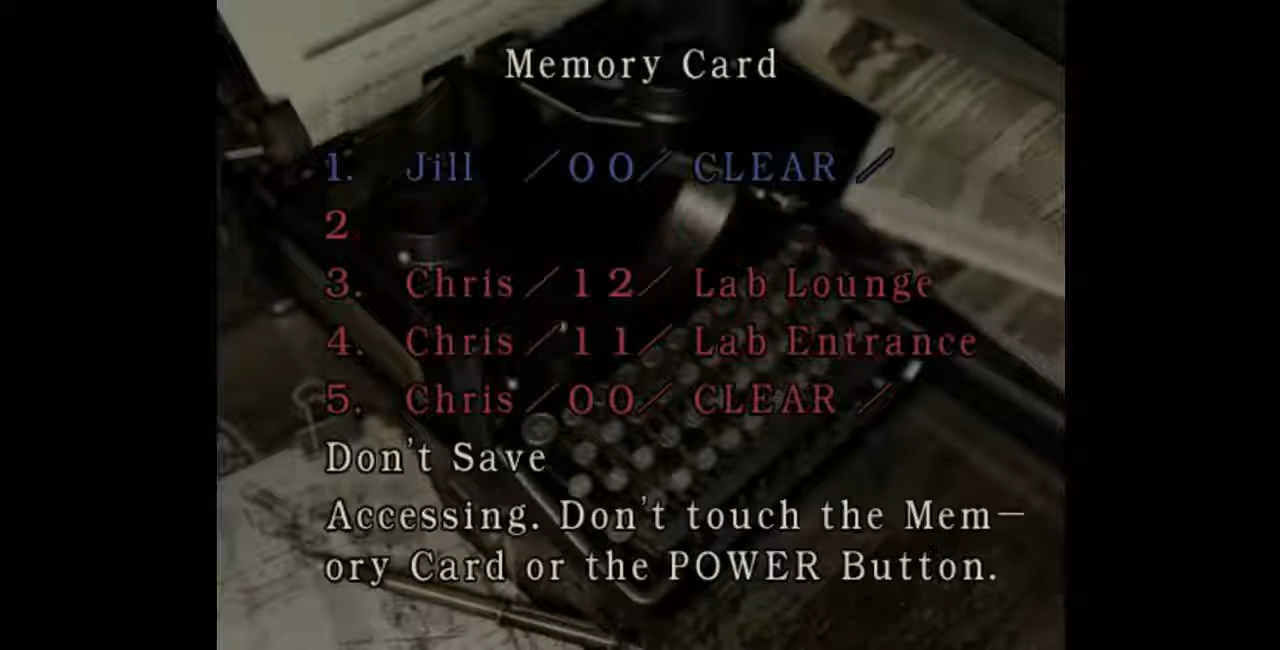 Memory Card
1. Jill /00/ CLEAR /
2
3. Chris /12/ Lab Lounge
4. Chris /11/ Lab Entrance
5. Chris /00/ CLEAR /
Don't Save
Accessing. Don't touch the Mem-
ory Card or the POWER Button.